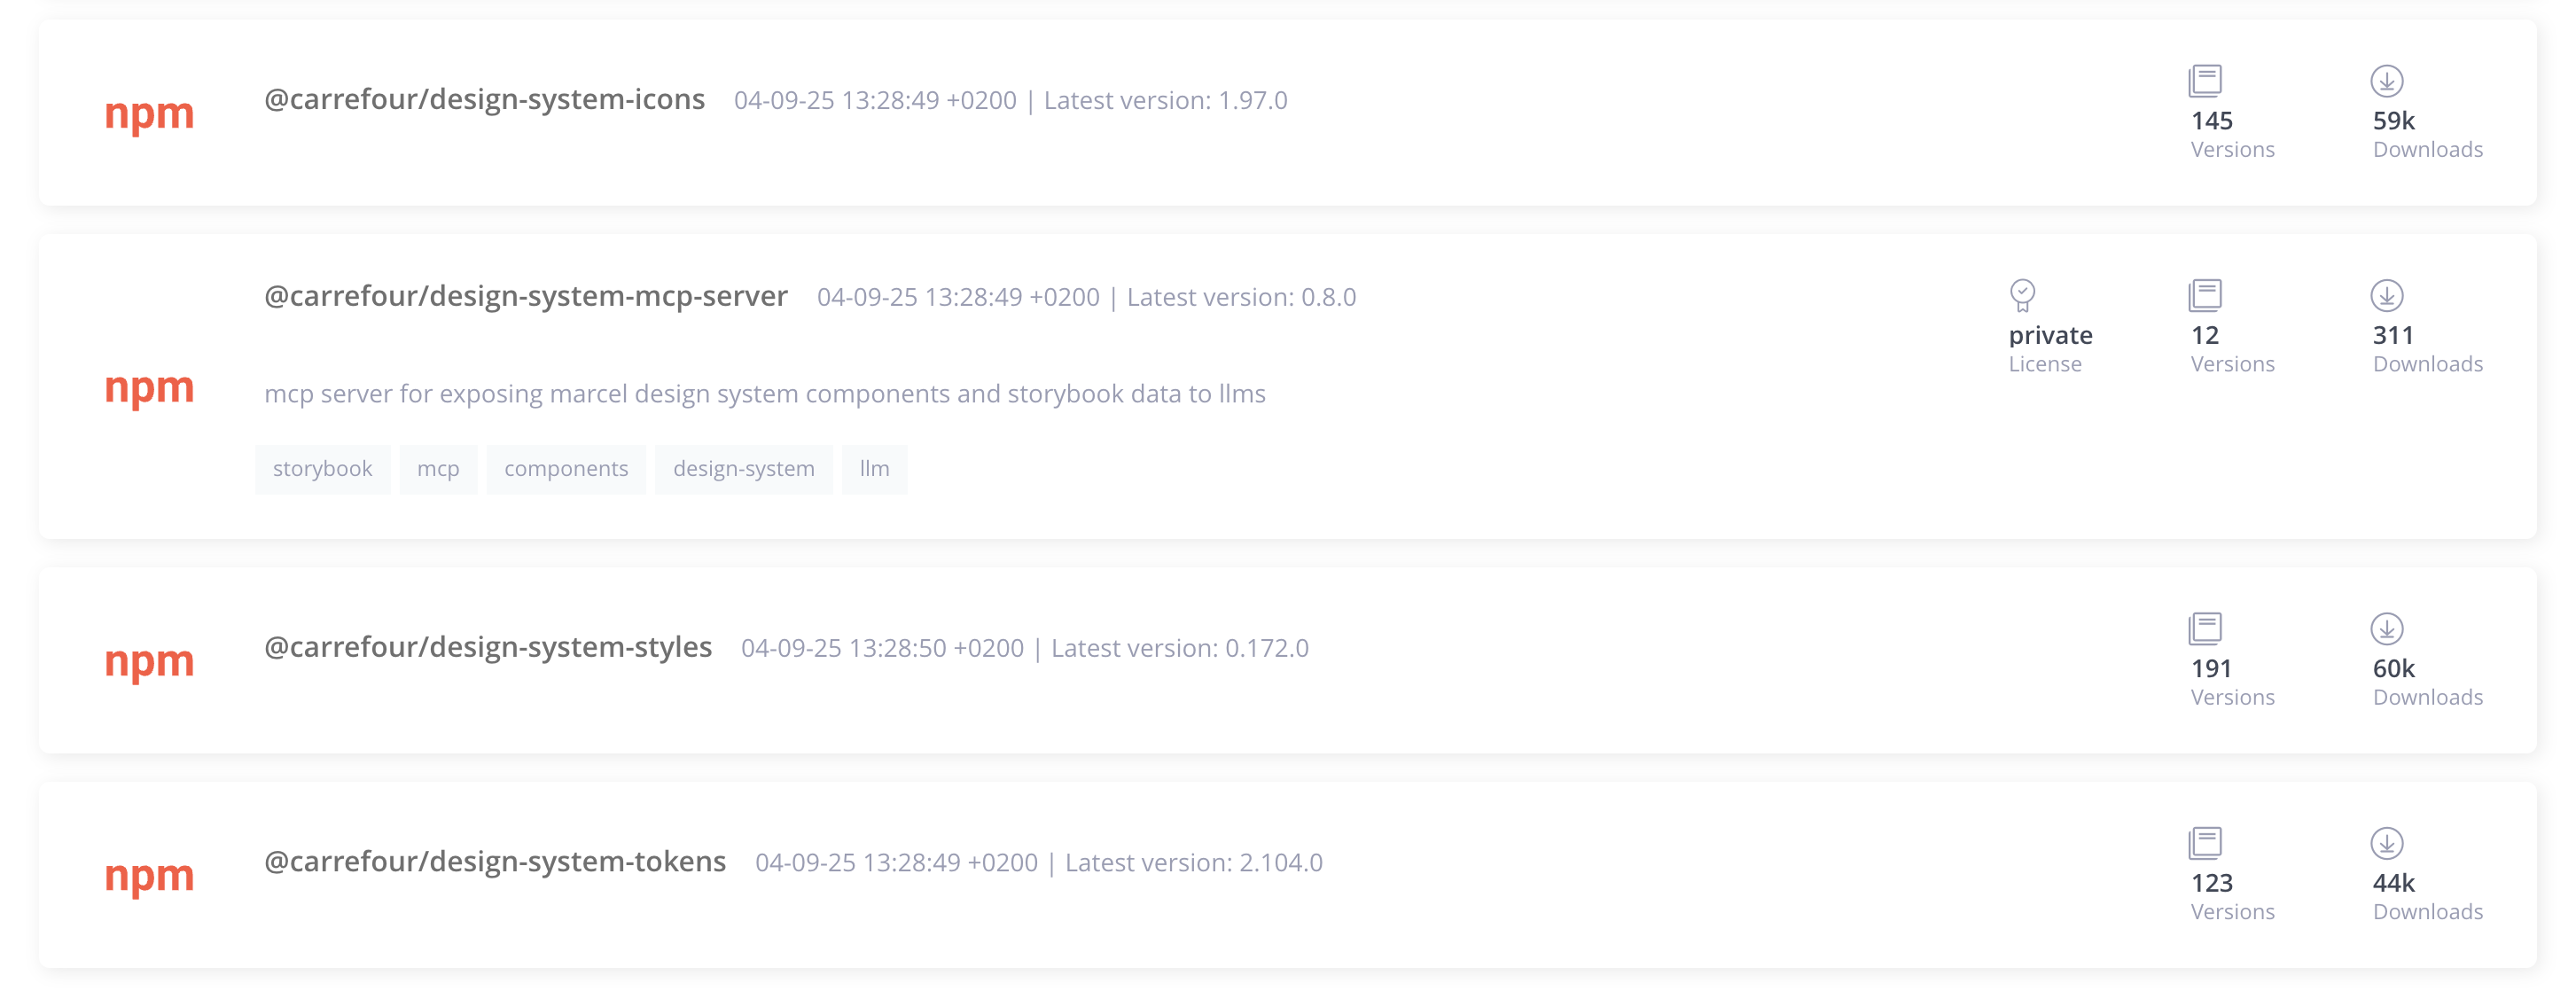 npm
@carrefour/design-system-icons 04-09-25 13:28:49 +0200 | Latest version: 1.97.0
145
Versions
59k
Downloads
npm
@carrefour/design-system-mcp-server 04-09-25 13:28:49 +0200 | Latest version: 0.8.0
mcp server for exposing marcel design system components and storybook data to llms
storybook mcp components design-system llm
private
License
12
Versions
311
Downloads
npm
@carrefour/design-system-styles 04-09-25 13:28:50 +0200 | Latest version: 0.172.0
191
Versions
60k
Downloads
npm
@carrefour/design-system-tokens 04-09-25 13:28:49 +0200 | Latest version: 2.104.0
123
Versions
44k
Downloads